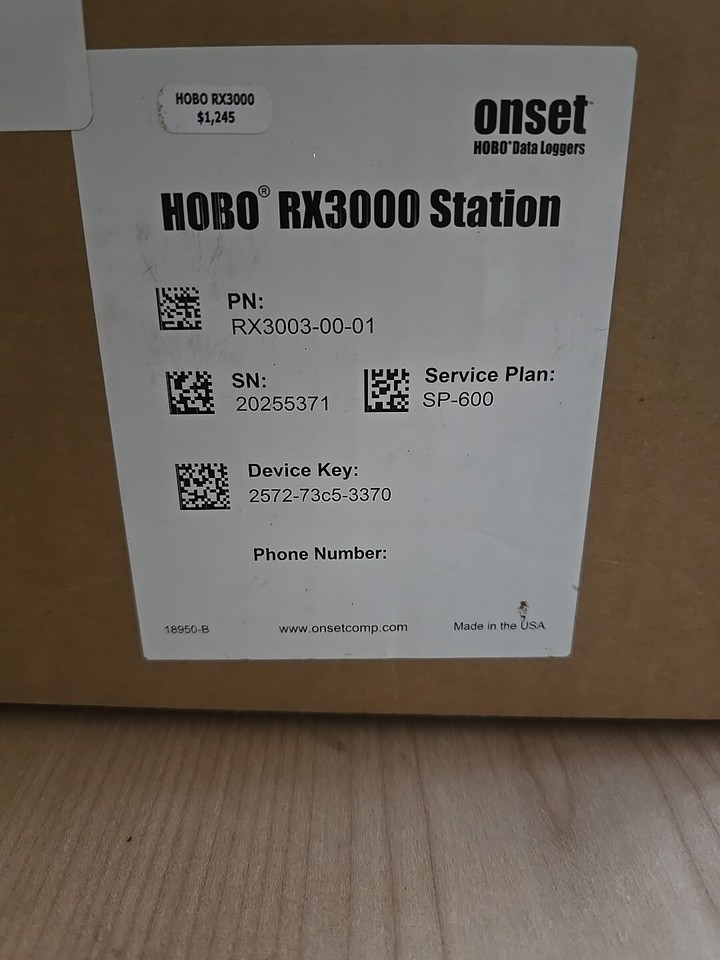 HOBO RX3000
$1,245
onset™
HOBO® Data Loggers
HOBO® RX3000 Station
PN:
RX3003-00-01
SN:
20255371
Service Plan:
SP-600
Device Key:
2572-73c5-3370
Phone Number:
18950-B
www.onsetcomp.com
Made in the USA